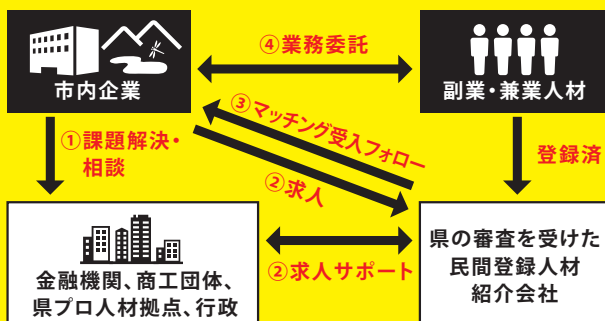 市内企業
④業務委託
副業・兼業人材
①課題解決・
相談
③マッチング受入フォロー
②求人
登録済
金融機関、商工団体、
県プロ人材拠点、行政
②求人サポート
県の審査を受けた
民間登録人材
紹介会社